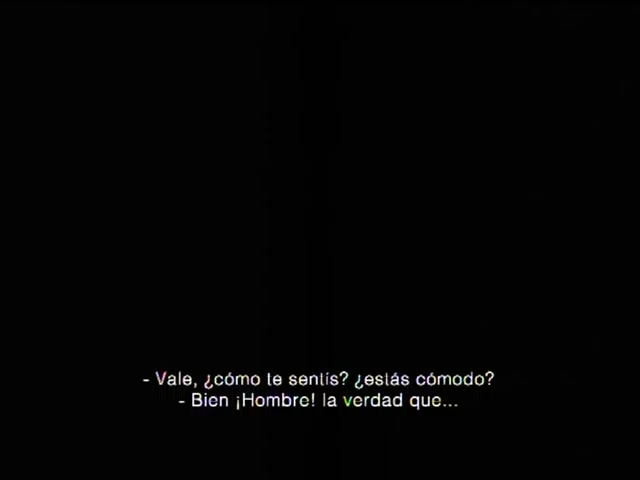 - Vale, ¿cómo te sentís? ¿estás cómodo?
- Bien ¡Hombre! la verdad que...